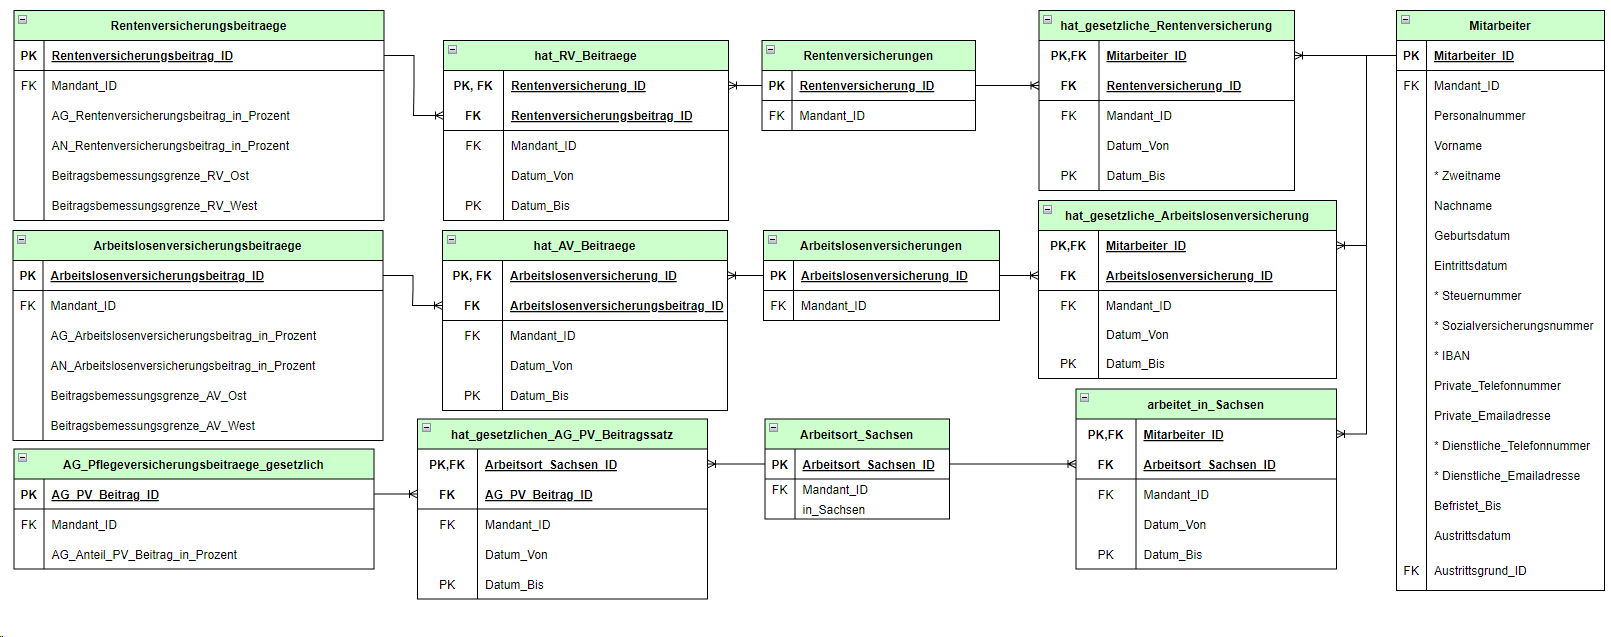 Rentenversicherungsbeitraege
PK Rentenversicherungsbeitrag_ID
FK Mandant_ID
AG_Rentenversicherungsbeitrag_in_Prozent
AN_Rentenversicherungsbeitrag_in_Prozent
Beitragsbemessungsgrenze_RV_Ost
Beitragsbemessungsgrenze_RV_West
hat_RV_Beitraege
PK, FK Rentenversicherung_ID
FK Rentenversicherungsbeitrag_ID
FK Mandant_ID
Datum_Von
PK Datum_Bis
Rentenversicherungen
PK Rentenversicherung_ID
FK Mandant_ID
hat_gesetzliche_Rentenversicherung
PK,FK Mitarbeiter_ID
FK Rentenversicherung_ID
FK Mandant_ID
Datum_Von
PK Datum_Bis
Mitarbeiter
PK Mitarbeiter_ID
FK Mandant_ID
Personalnummer
Vorname
* Zweitname
Nachname
Geburtsdatum
Eintrittsdatum
* Steuernummer
* Sozialversicherungsnummer
* IBAN
Private_Telefonnummer
Private_Emailadresse
* Dienstliche_Telefonnummer
* Dienstliche_Emailadresse
Befristet_Bis
Austrittsdatum
FK Austrittsgrund_ID
Arbeitslosenversicherungsbeitraege
PK Arbeitslosenversicherungsbeitrag_ID
FK Mandant_ID
AG_Arbeitslosenversicherungsbeitrag_in_Prozent
AN_Arbeitslosenversicherungsbeitrag_in_Prozent
Beitragsbemessungsgrenze_AV_Ost
Beitragsbemessungsgrenze_AV_West
hat_AV_Beitraege
PK, FK Arbeitslosenversicherung_ID
FK Arbeitslosenversicherungsbeitrag_ID
FK Mandant_ID
Datum_Von
PK Datum_Bis
Arbeitslosenversicherungen
PK Arbeitslosenversicherung_ID
FK Mandant_ID
hat_gesetzliche_Arbeitslosenversicherung
PK,FK Mitarbeiter_ID
FK Arbeitslosenversicherung_ID
FK Mandant_ID
Datum_Von
PK Datum_Bis
AG_Pflegeversicherungsbeitraege_gesetzlich
PK AG_PV_Beitrag_ID
FK Mandant_ID
AG_Anteil_PV_Beitrag_in_Prozent
hat_gesetzlichen_AG_PV_Beitragssatz
PK,FK Arbeitsort_Sachsen_ID
FK AG_PV_Beitrag_ID
FK Mandant_ID
Datum_Von
PK Datum_Bis
Arbeitsort_Sachsen
PK Arbeitsort_Sachsen_ID
FK Mandant_ID
in_Sachsen
arbeitet_in_Sachsen
PK,FK Mitarbeiter_ID
FK Arbeitsort_Sachsen_ID
FK Mandant_ID
Datum_Von
PK Datum_Bis